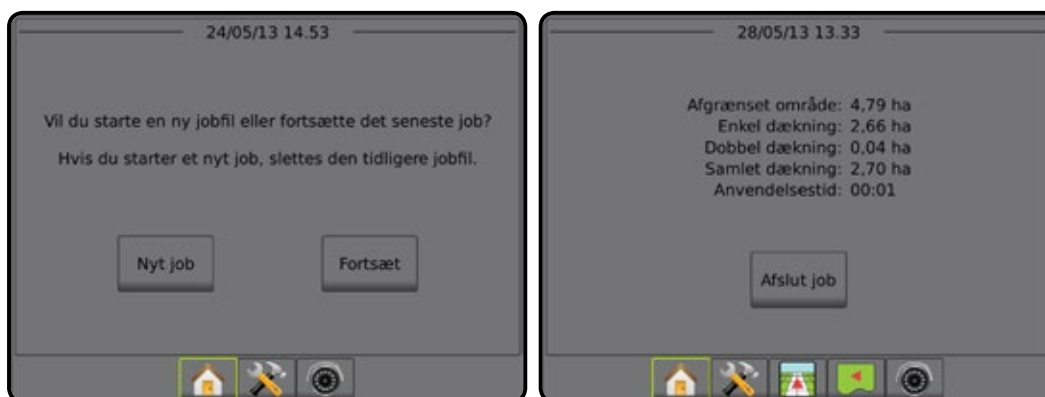 24/05/13 14.53
Vil du starte en ny jobfil eller fortsætte det seneste job?
Hvis du starter et nyt job, slettes den tidligere jobfil.
Nyt job
Fortsæt
28/05/13 13.33
Afgrænset område: 4,79 ha
Enkel dækning: 2,66 ha
Dobbel dækning: 0,04 ha
Samlet dækning: 2,70 ha
Anvendelsestid: 00:01
Afslut job